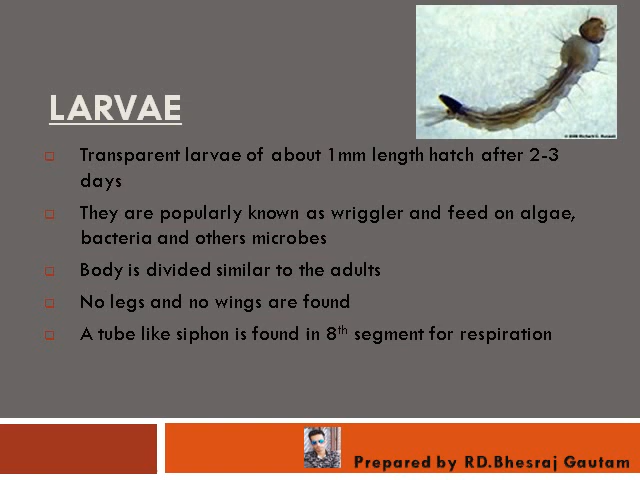 LARVAE
Transparent larvae of about 1mm length hatch after 2-3
days
They are popularly known as wriggler and feed on algae,
bacteria and others microbes
Body is divided similar to the adults
No legs and no wings are found
A tube like siphon is found in 8th segment for respiration
Prepared by RD.Bhesraj Gautam